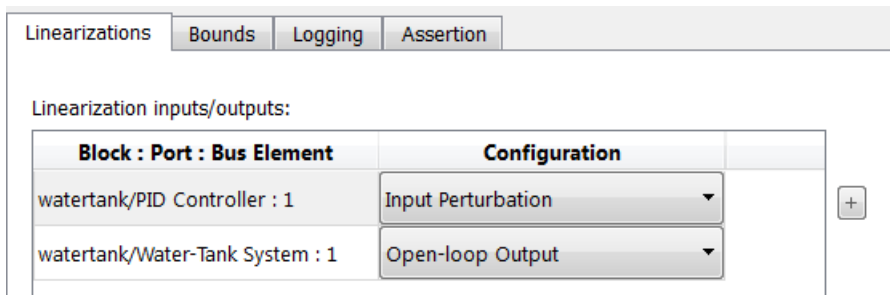 Linearizations Bounds Logging Assertion
Linearization inputs/outputs:
Block : Port : Bus Element Configuration
watertank/PID Controller : 1 Input Perturbation +
watertank/Water-Tank System : 1 Open-loop Output